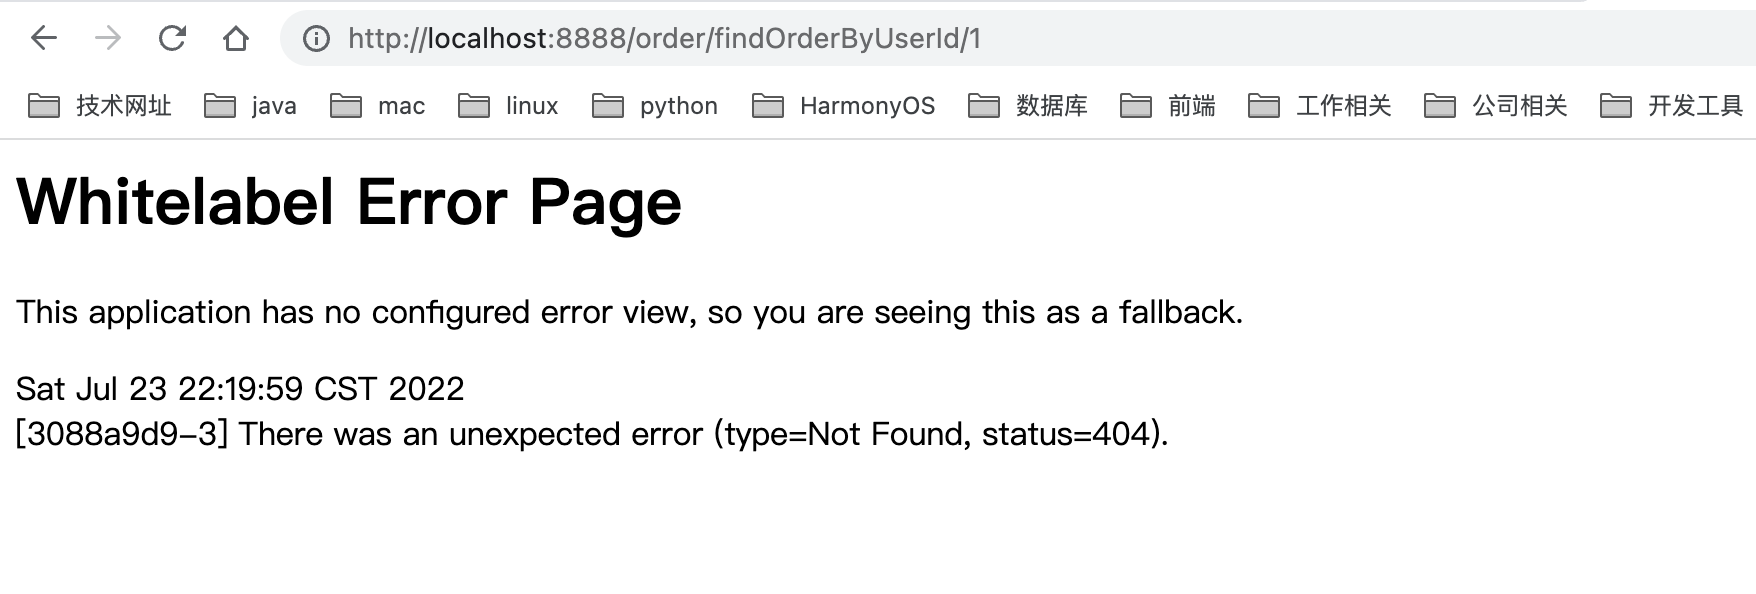 http://localhost:8888/order/findOrderByUserId/1
技术网址 java mac linux python HarmonyOS 数据库 前端 工作相关 公司相关 开发工具
Whitelabel Error Page
This application has no configured error view, so you are seeing this as a fallback.
Sat Jul 23 22:19:59 CST 2022
[3088a9d9-3] There was an unexpected error (type=Not Found, status=404).